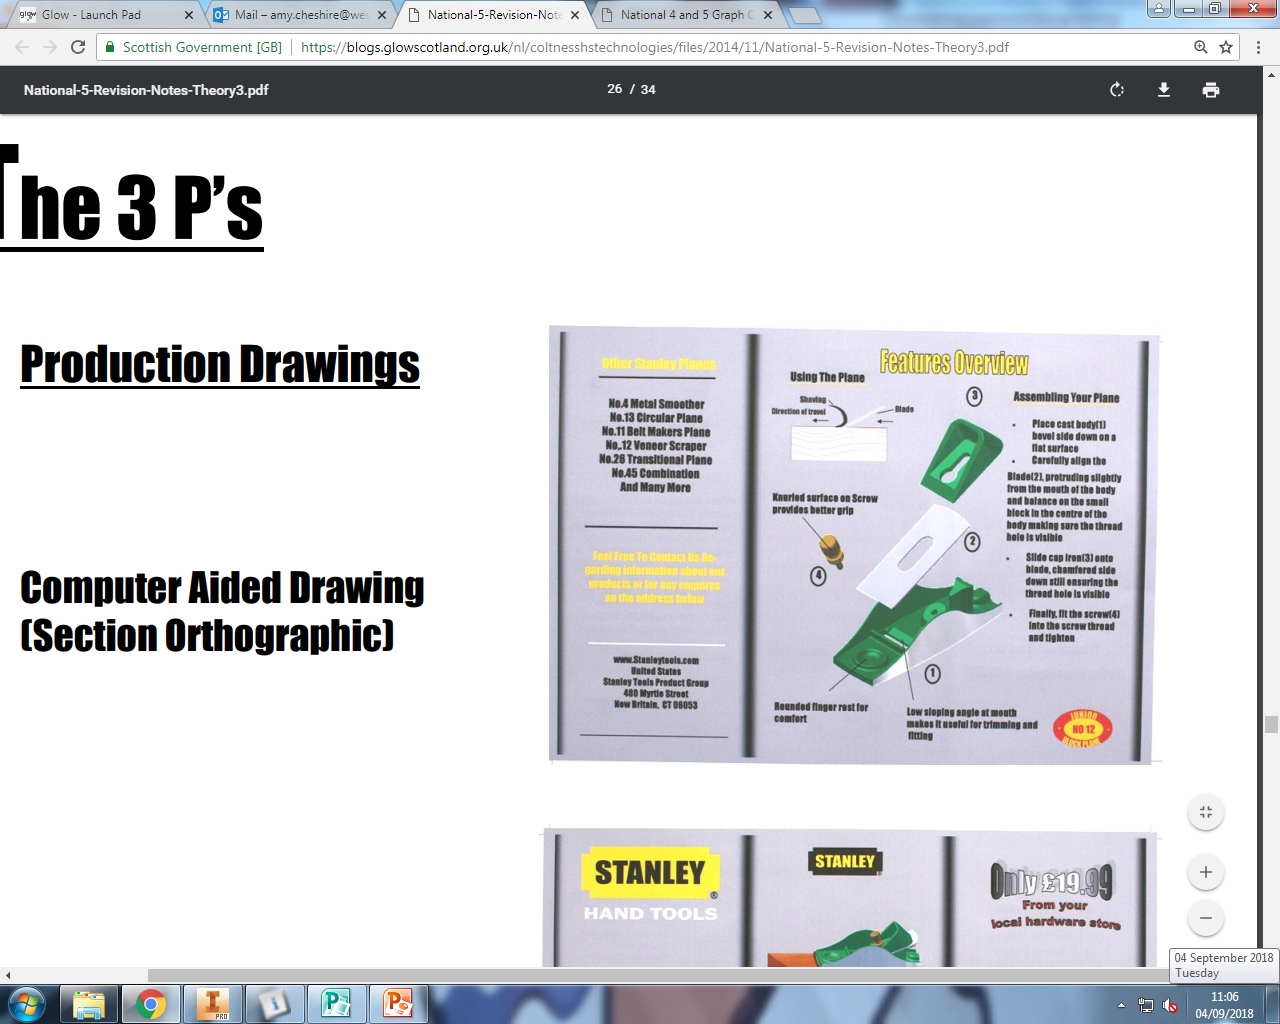 Glow - Launch Pad
Mail – amy.cheshire@wes
National-5-Revision-Note
National 4 and 5 Graph C
Scottish Government [GB]
https://blogs.glowscotland.org.uk/nl/coltnesshstechnologies/files/2014/11/National-5-Revision-Notes-Theory3.pdf
National-5-Revision-Notes-Theory3.pdf
26 / 34
The 3 P’s
Production Drawings
Computer Aided Drawing
(Section Orthographic)
Other Stanley Planes
No.4 Metal Smoother
No.13 Circular Plane
No.11 Belt Makers Plane
No,.12 Veneer Scraper
No.26 Transitional Plane
No.45 Combination
And Many More
Feel Free To Contact Us Re-
garding information about our
products or for any enquires
on the address below
www.Stanleytools.com
United States
Stanley Tools Product Group
480 Myrtle Street
New Britain, CT 06053
Features Overview
Using The Plane
Shaving
Direction of travel
Blade
3
Assembling Your Plane
• Place cast body(1)
bevel side down on a
flat surface
• Carefully align the
Blade(2), protruding slightly
from the mouth of the body
and balance on the small
block in the centre of the
body making sure the thread
hole is visible
• Slide cap iron(3) onto
blade, chamfered side
down still ensuring the
thread hole is visible
• Finally, fit the screw(4)
into the screw thread
and tighten
Knurled surface on Screw
provides better grip
2
4
1
Rounded finger rest for
comfort
Low sloping angle at mouth
makes it useful for trimming and
fitting
JUNIOR
NO 12
BLOCK PLANE
STANLEY
®
HAND TOOLS
STANLEY
Only £19.99
From your
local hardware store
04 September 2018
Tuesday
PRO
11:06
04/09/2018